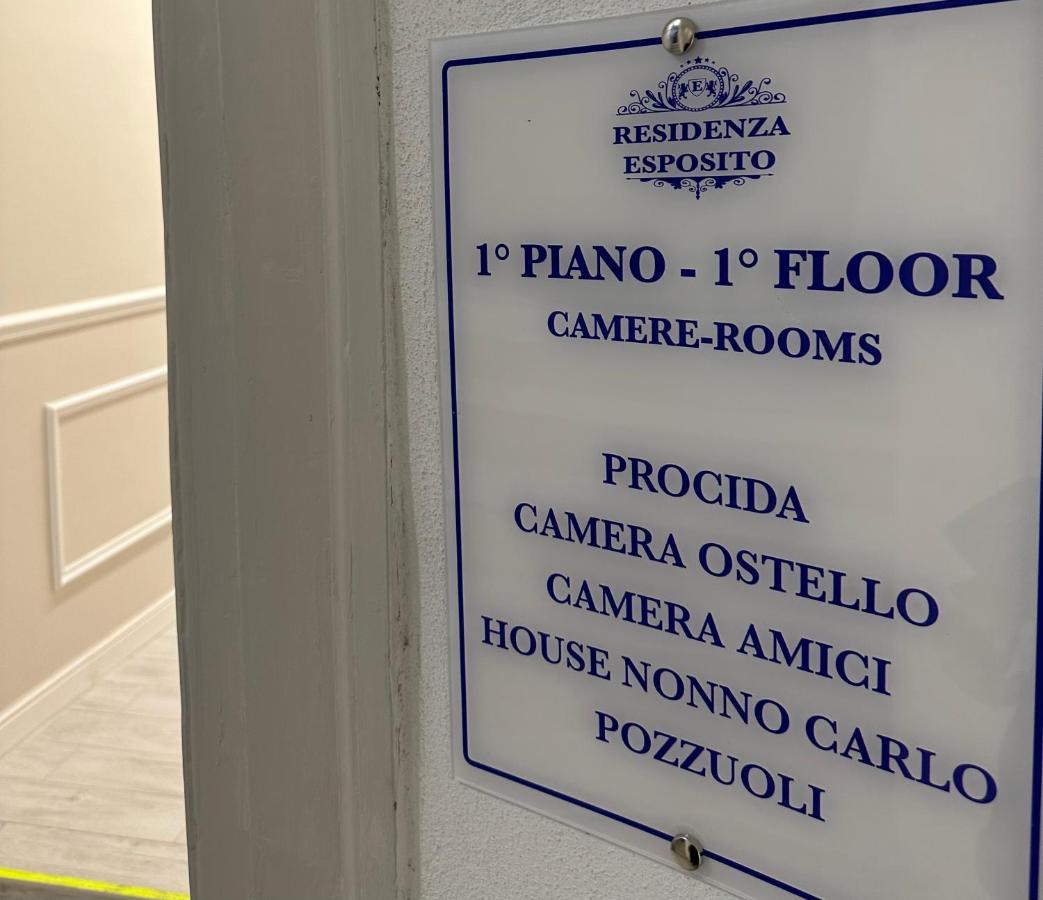 E
RESIDENZA
ESPOSITO
1° PIANO - 1° FLOOR
CAMERE-ROOMS
PROCIDA
CAMERA OSTELLO
CAMERA AMICI
HOUSE NONNO CARLO
POZZUOLI